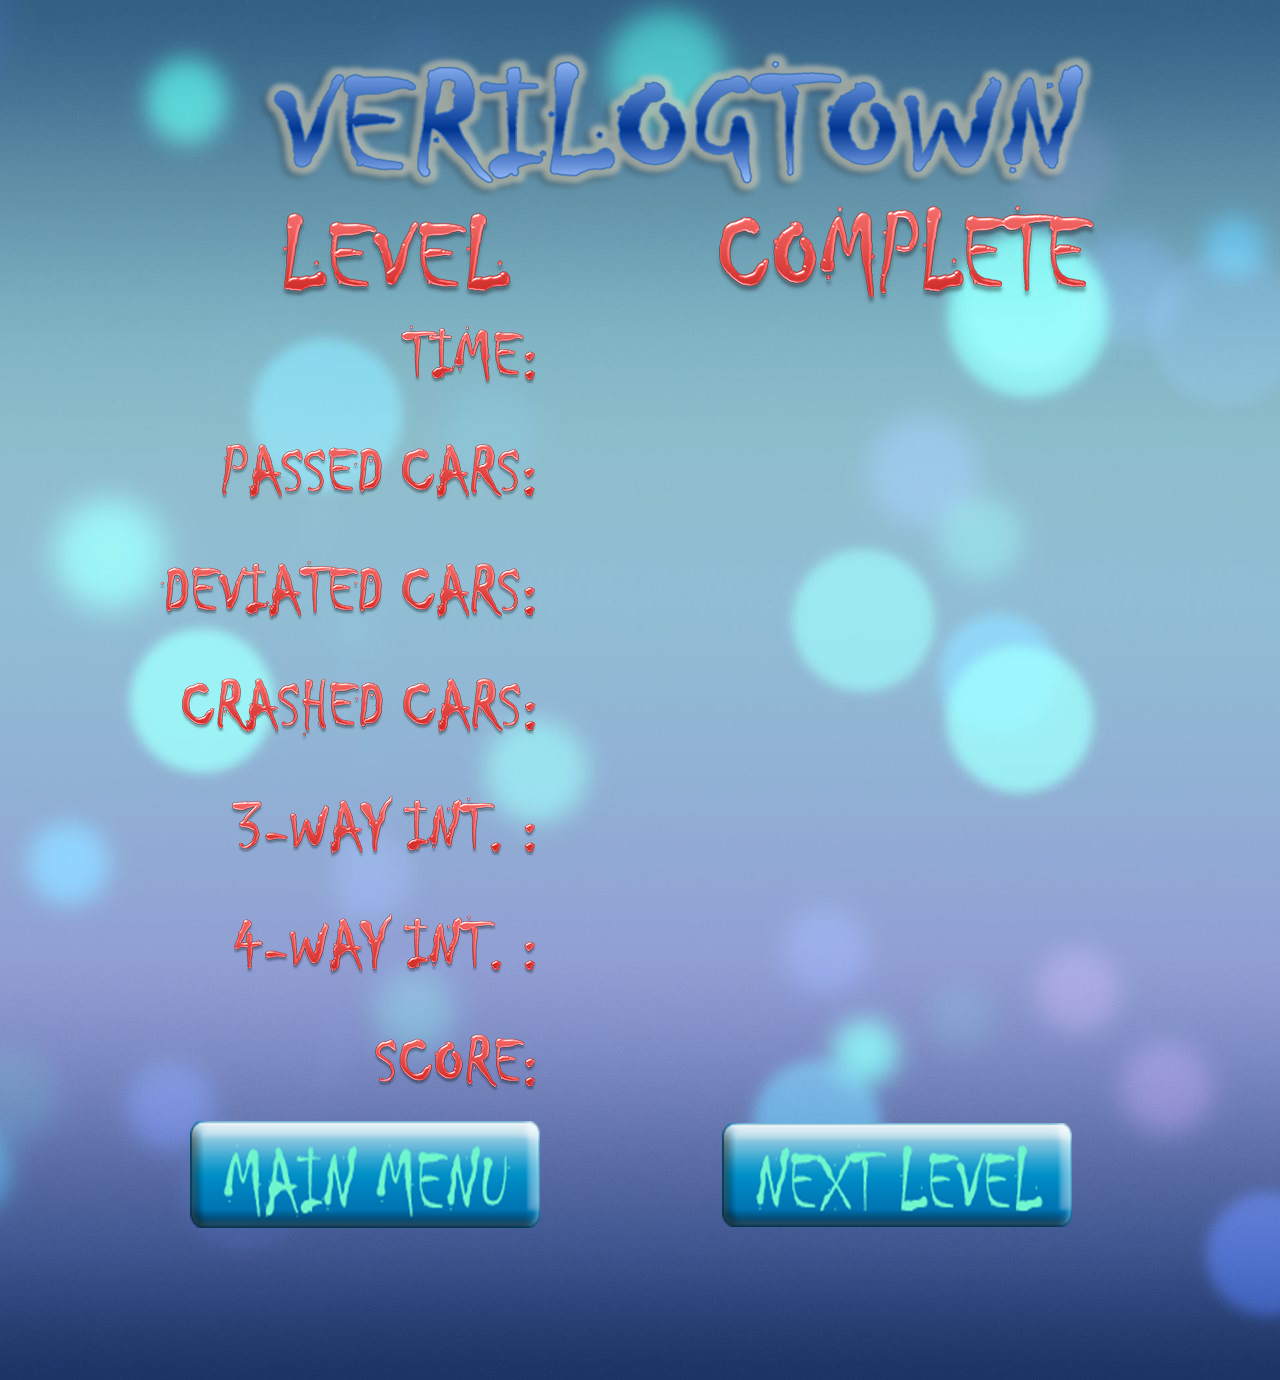 VERILOGTOWN
LEVEL COMPLETE
TIME:
PASSED CARS:
DEVIATED CARS:
CRASHED CARS:
3-WAY INT. :
4-WAY INT. :
SCORE:
MAIN MENU NEXT LEVEL